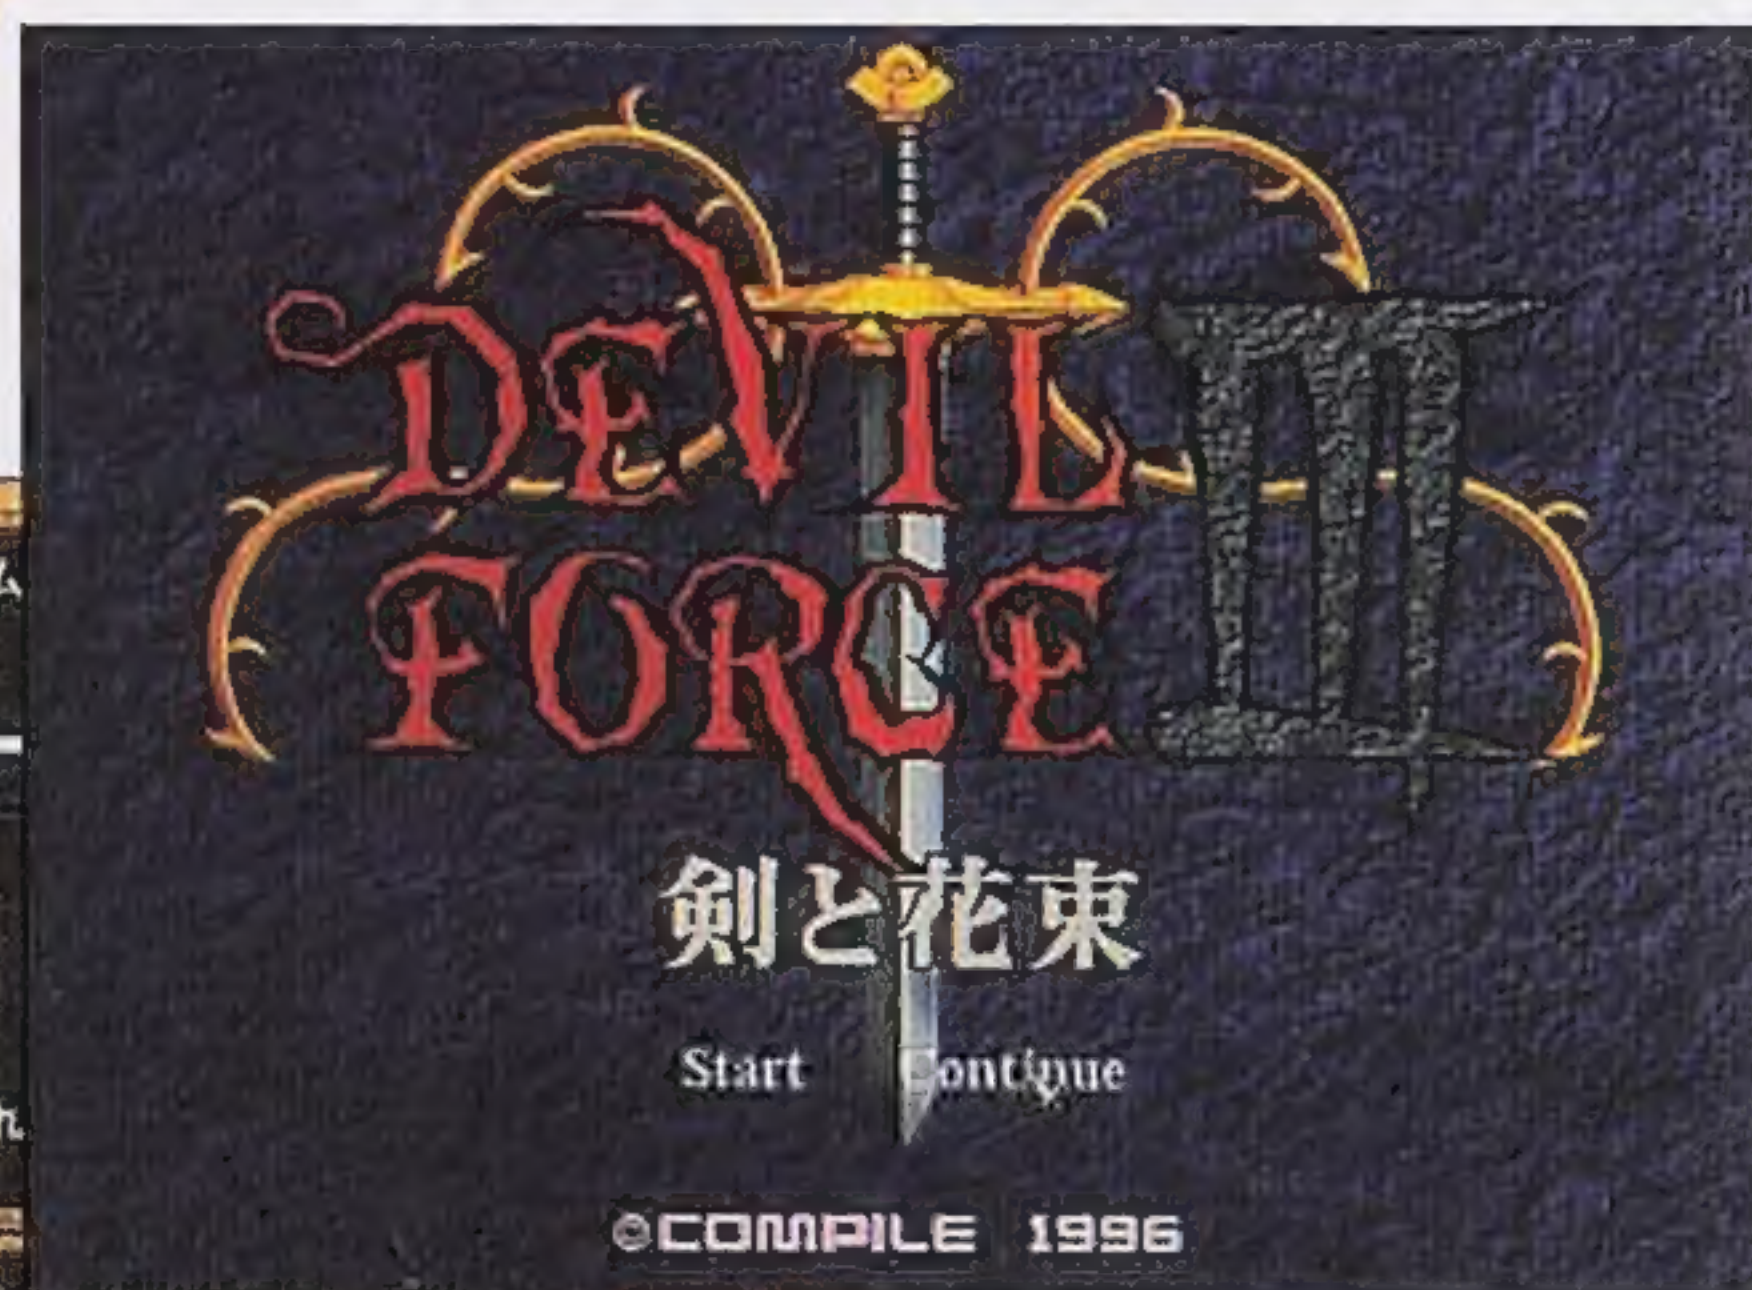 DEVIL
FORCE III
剣と花束
Start Continue
©COMPILE 1996